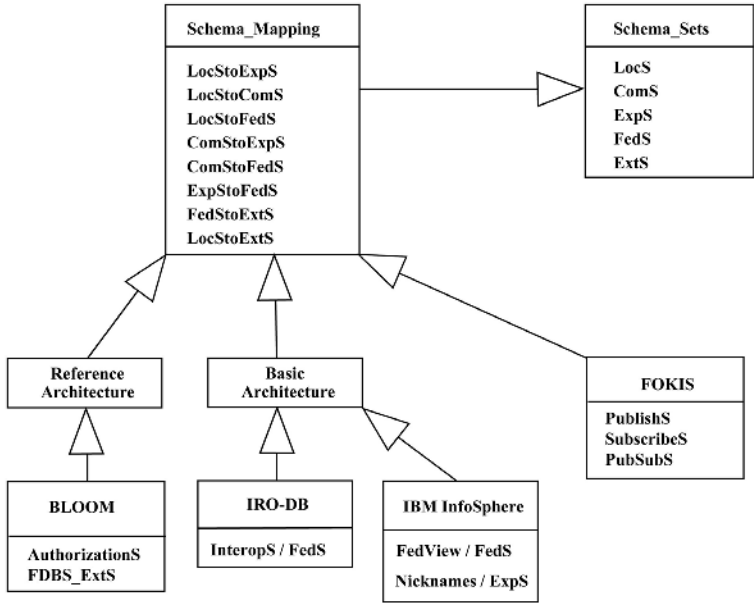 Schema_Mapping
LocStoExpS
LocStoComS
LocStoFedS
ComStoExpS
ComStoFedS
ExpStoFedS
FedStoExtS
LocStoExtS
Schema_Sets
LocS
ComS
ExpS
FedS
ExtS
Reference
Architecture
Basic
Architecture
FOKIS
PublishS
SubscribeS
PubSubS
BLOOM
AuthorizationS
FDBS_ExtS
IRO-DB
InteropS / FedS
IBM InfoSphere
FedView / FedS
Nicknames / ExpS